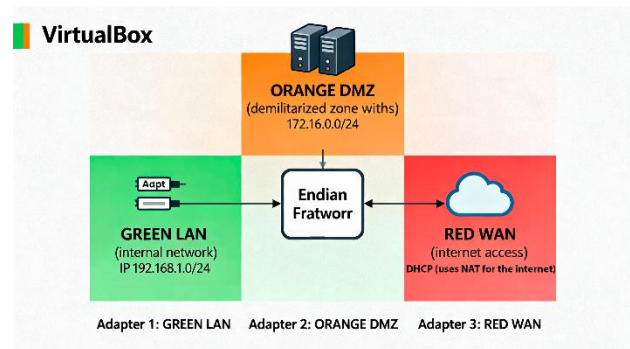 VirtualBox
ORANGE DMZ
(demilitarized zone withs)
172.16.0.0/24
Aapt
GREEN LAN
(internal network)
IP 192.168.1.0/24
Endian
Fratworr
RED WAN
(internet access)
DHCP (uses NAT for the internet)
Adapter 1: GREEN LAN
Adapter 2: ORANGE DMZ
Adapter 3: RED WAN